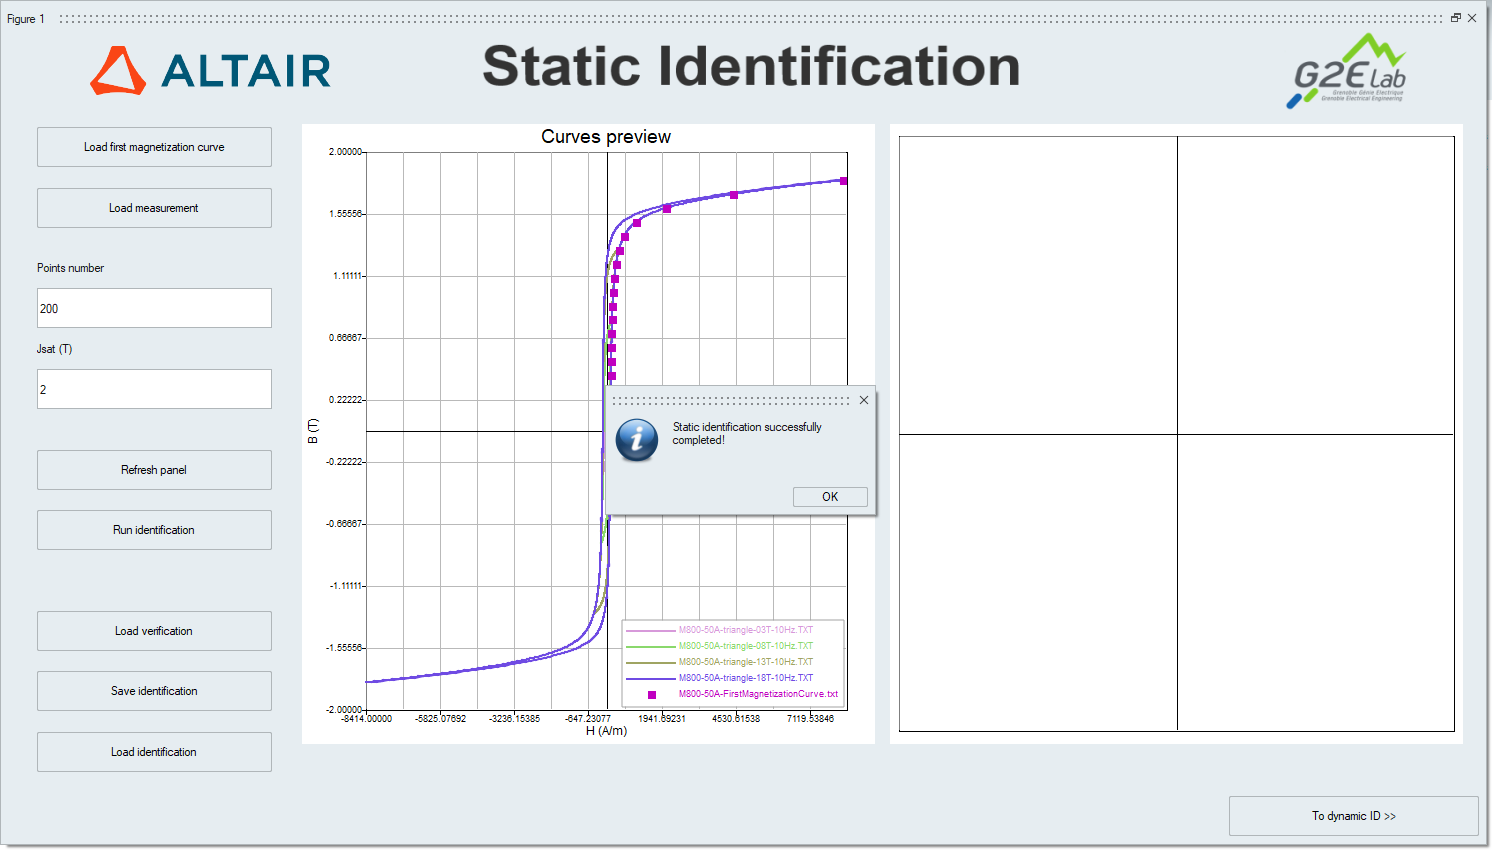 Figure 1
ALTAIR
Static Identification
G2E Lab
Grenoble Génie Electrique
Grenoble Electrical Engineering
Load first magnetization curve
Load measurement
Points number
200
Jsat (T)
2
Refresh panel
Run identification
Load verification
Save identification
Load identification
Curves preview
2.00000
1.55556
1.11111
0.66667
0.22222
-0.22222
-0.66667
-1.11111
-1.55556
-2.00000
B (T)
-8414.00000 -5825.07692 -3236.15385 -647.23077 1941.69231 4530.61538 7119.53846
H (A/m)
M800-50A-triangle-03T-10Hz.TXT
M800-50A-triangle-08T-10Hz.TXT
M800-50A-triangle-13T-10Hz.TXT
M800-50A-triangle-18T-10Hz.TXT
M800-50A-FirstMagnetizationCurve.txt
Static identification successfully
completed!
OK
To dynamic ID >>